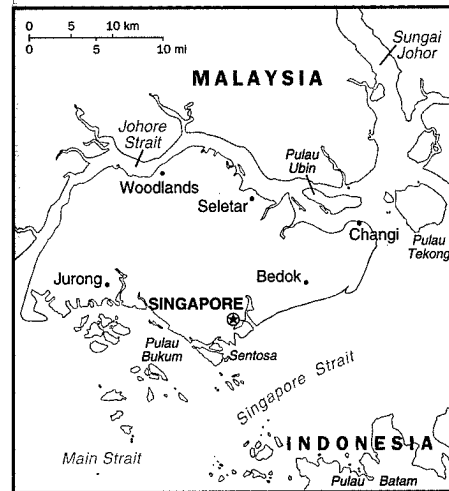 0 5 10 km
0 5 10 mi
Sungai
Johor
MALAYSIA
Johore
Strait
Pulau
Ubin
Woodlands
Seletar
Changi
Pulau
Tekong
Jurong
Bedok
SINGAPORE
Pulau
Bukum
Sentosa
Singapore Strait
Main Strait
INDONESIA
Pulau Batam